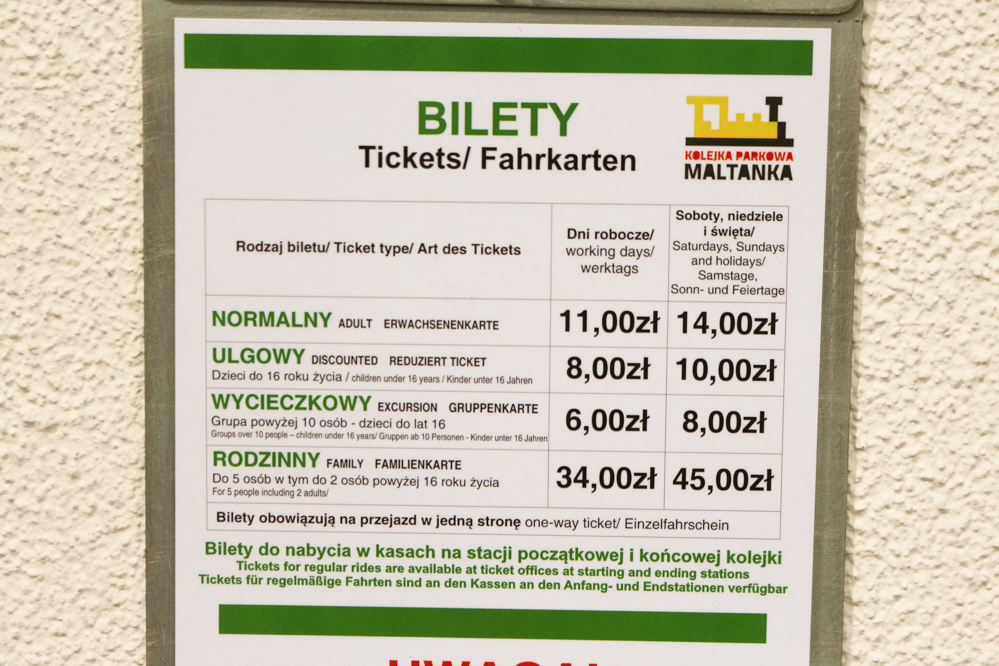 BILETY
Tickets/ Fahrkarten
KOLEJKA PARKOWA
MALTANKA
Rodzaj biletu/ Ticket type/ Art des Tickets
Dni robocze/
working days/
werktags
Soboty, niedziele
i święta/
Saturdays, Sundays
and holidays/
Samstage,
Sonn- und Feiertage
NORMALNY ADULT ERWACHSENENKARTE 11,00zł 14,00zł
ULGOWY DISCOUNTED REDUZIERT TICKET 8,00zł 10,00zł
Dzieci do 16 roku życia / children under 16 years / Kinder unter 16 Jahren
WYCIECZKOWY EXCURSION GRUPPENKARTE 6,00zł 8,00zł
Grupa powyżej 10 osób - dzieci do lat 16
Groups over 10 people – children under 16 years/ Gruppen ab 10 Personen - Kinder unter 16 Jahren
RODZINNY FAMILY FAMILIENKARTE 34,00zł 45,00zł
Do 5 osób w tym do 2 osób powyżej 16 roku życia
For 5 people including 2 adults/
Bilety obowiązują na przejazd w jedną stronę one-way ticket/ Einzelfahrschein
Bilety do nabycia w kasach na stacji początkowej i końcowej kolejki
Tickets for regular rides are available at ticket offices at starting and ending stations
Tickets für regelmäßige Fahrten sind an den Kassen an den Anfang- und Endstationen verfügbar
UWAGA!